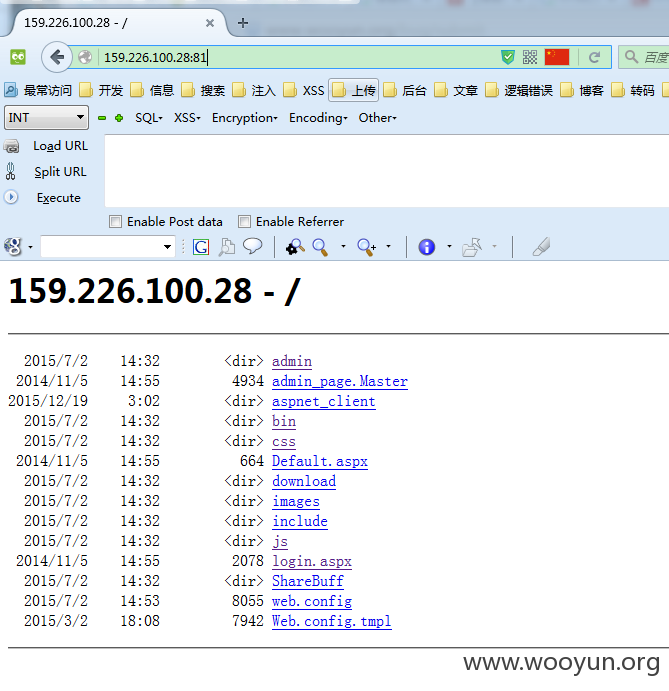 159.226.100.28 - /
159.226.100.28:81
百度
最常访问 开发 信息 搜索 注入 XSS 上传 后台 文章 逻辑错误 博客 转码
INT SQL XSS Encryption Encoding Other
Load URL
Split URL
Execute
Enable Post data Enable Referrer
159.226.100.28 - /
2015/7/2 14:32 <dir> admin
2014/11/5 14:55 4934 admin_page.Master
2015/12/19 3:02 <dir> aspnet_client
2015/7/2 14:32 <dir> bin
2015/7/2 14:32 <dir> css
2014/11/5 14:55 664 Default.aspx
2015/7/2 14:32 <dir> download
2015/7/2 14:32 <dir> images
2015/7/2 14:32 <dir> include
2015/7/2 14:32 <dir> js
2014/11/5 14:55 2078 login.aspx
2015/7/2 14:32 <dir> ShareBuff
2015/7/2 14:53 8055 web.config
2015/3/2 18:08 7942 Web.config.tmpl
www.wooyun.org